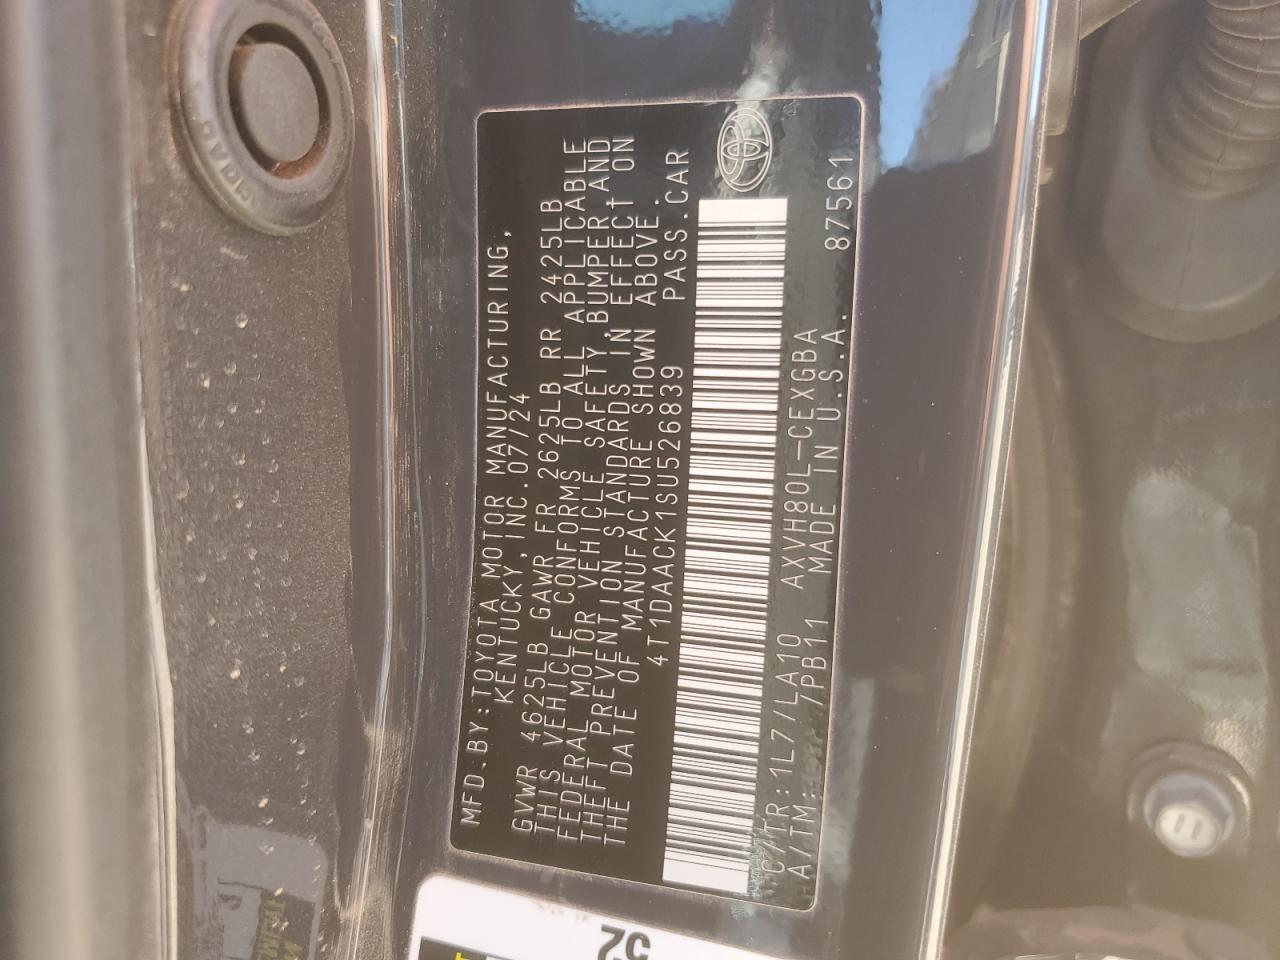 MFD.BY:TOYOTA MOTOR MANUFACTURING,
KENTUCKY, INC.07/24
GVWR 4625LB GAWRFR 2625LB RR 2425LB
THIS VEHICLE CONFORMS TO ALL APPLICABLE
FEDERAL MOTOR VEHICLE SAFETY, BUMPER AND
THEFT PREVENTION STANDARDS IN EFFECT ON
THE DATE OF MANUFACTURE SHOWN ABOVE.
4T1DAACK1SU526839 PASS.CAR
C/TR:1L7/LA10 AXVH80L-CEXGBA
A/TM: /PB11 MADE IN U.S.A. 87561
52